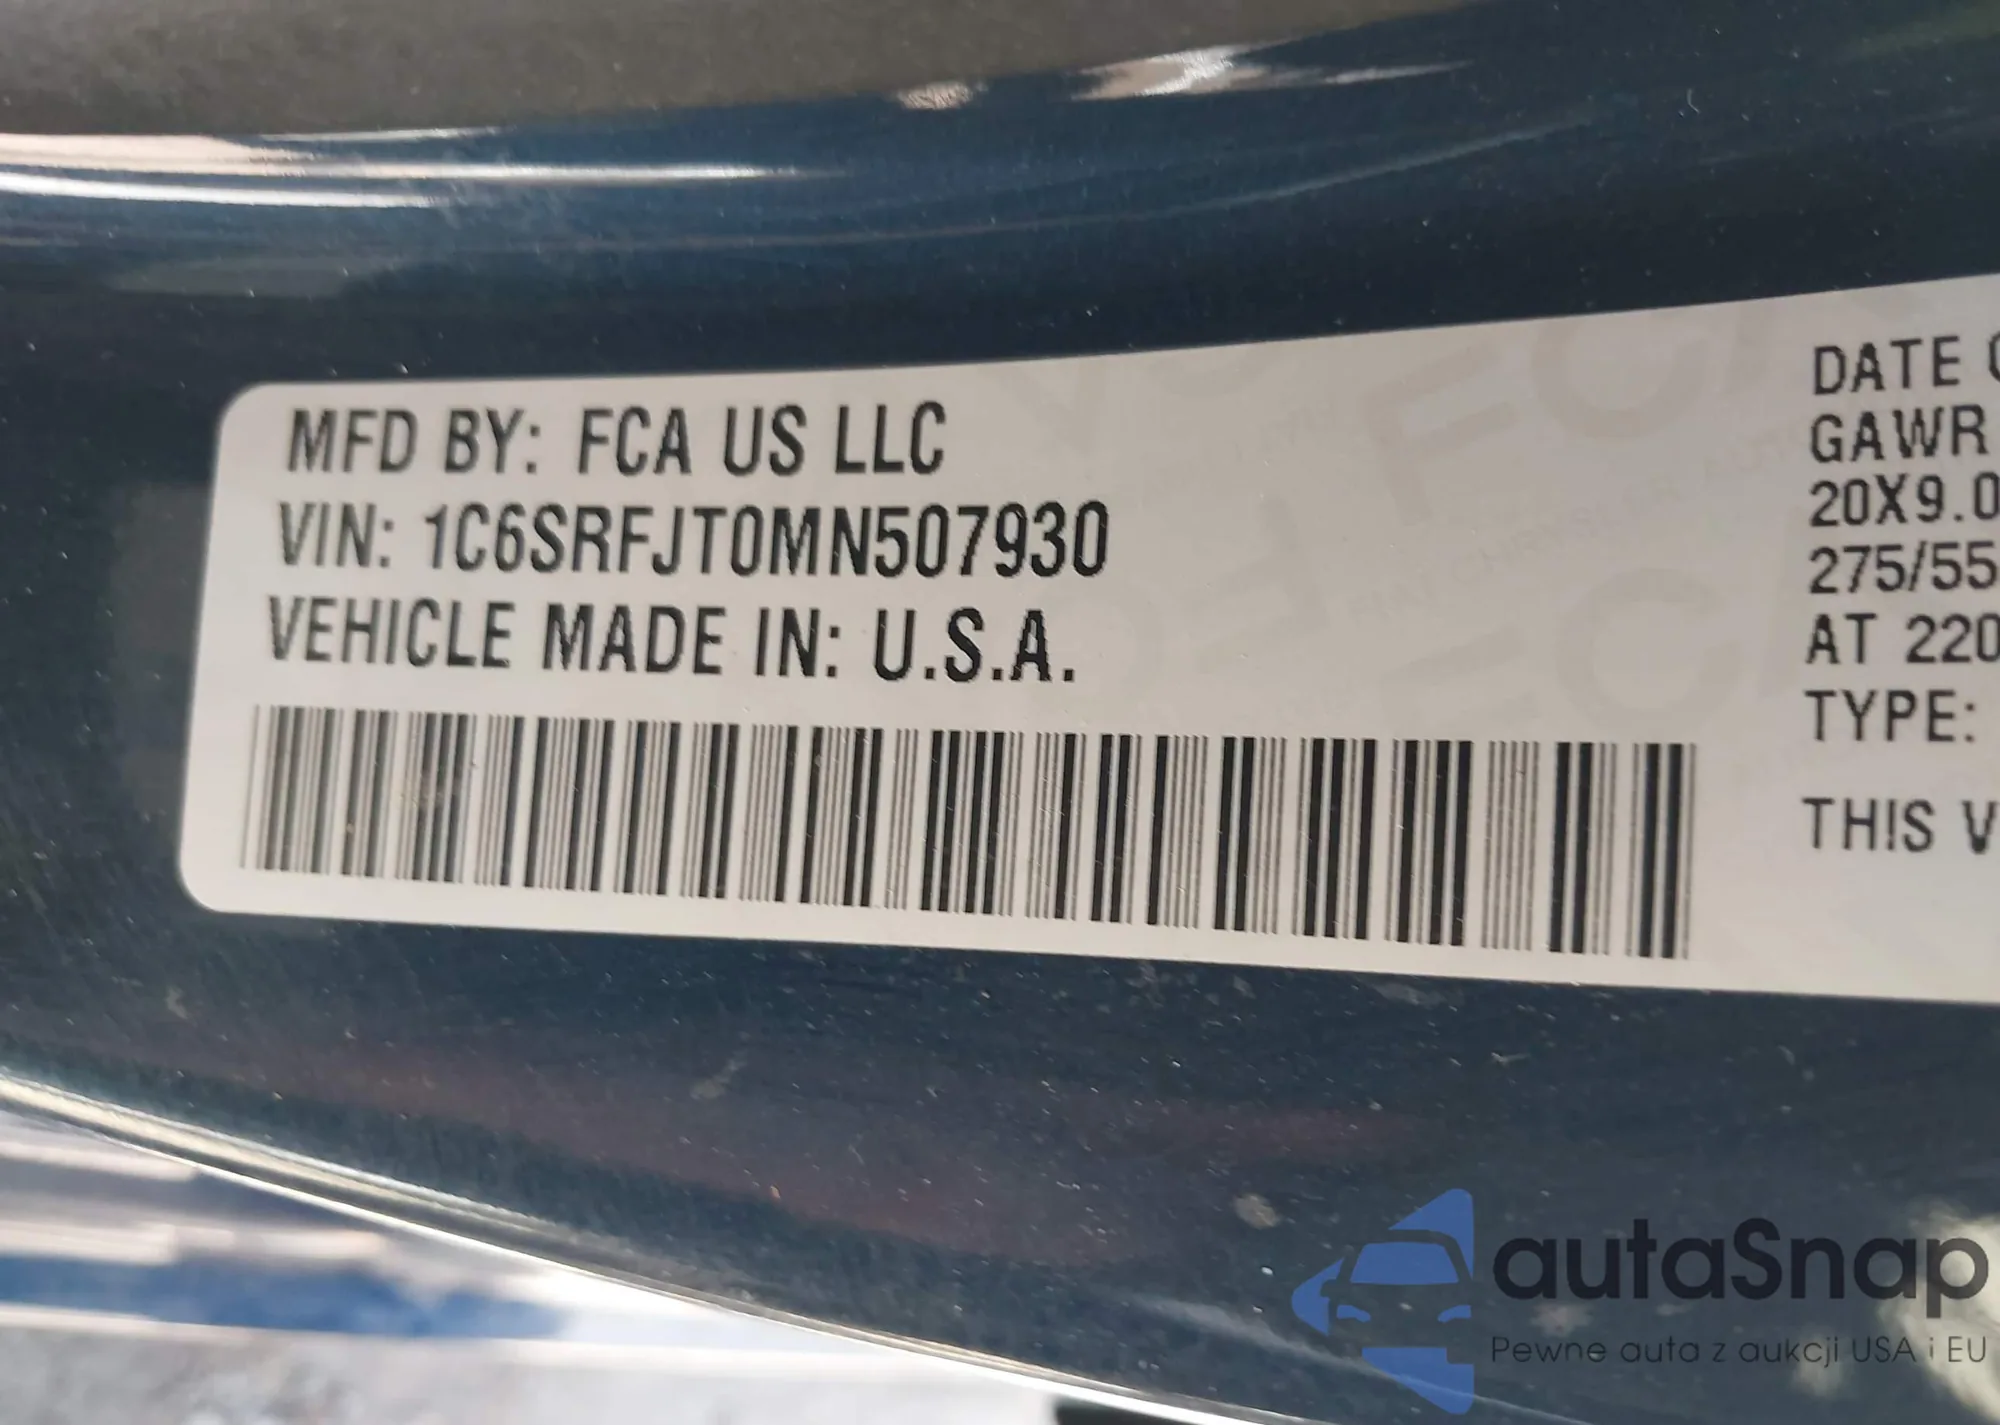 MFD BY: FCA US LLC
VIN: 1C6SRFJT0MN507930
VEHICLE MADE IN: U.S.A.
DATE
GAWR
20X9.0
275/55
AT 220
TYPE:
THIS V
autaSnap
Pewne auta z aukcji USA i EU